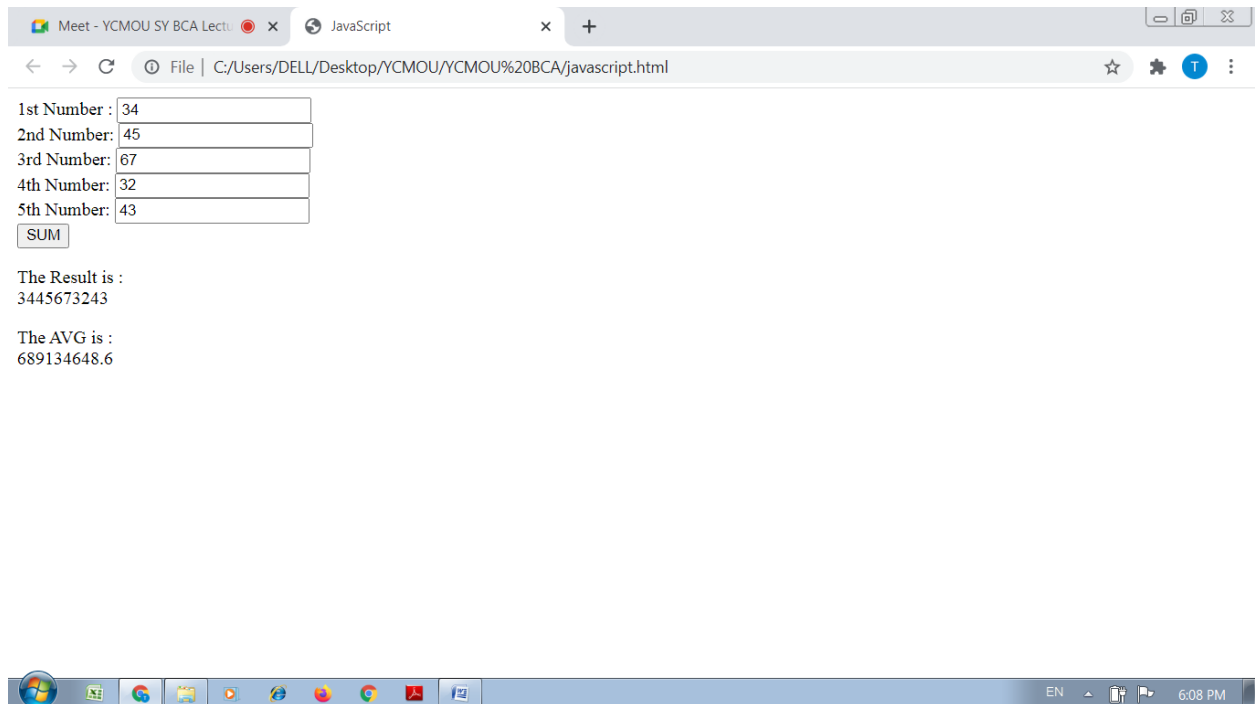 Meet - YCMOU SY BCA Lectu
JavaScript
File | C:/Users/DELL/Desktop/YCMOU/YCMOU%20BCA/javascript.html
T
1st Number : 34
2nd Number: 45
3rd Number: 67
4th Number: 32
5th Number: 43
SUM
The Result is :
3445673243
The AVG is :
689134648.6
EN
6:08 PM